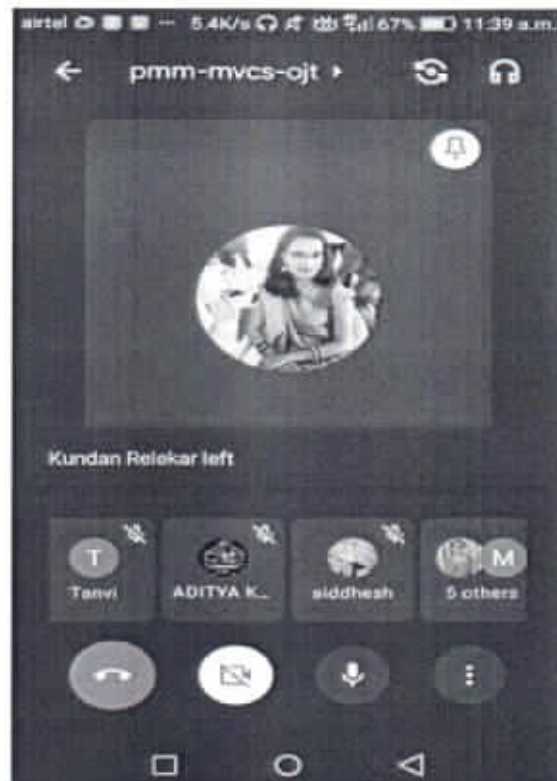 airtel ... 5.4K/s 67% 11:39 a.m.
pmm-mvcs-ojt
Kundan Relekar left
T
M
Tanvi
ADITYA K...
siddhesh
5 others